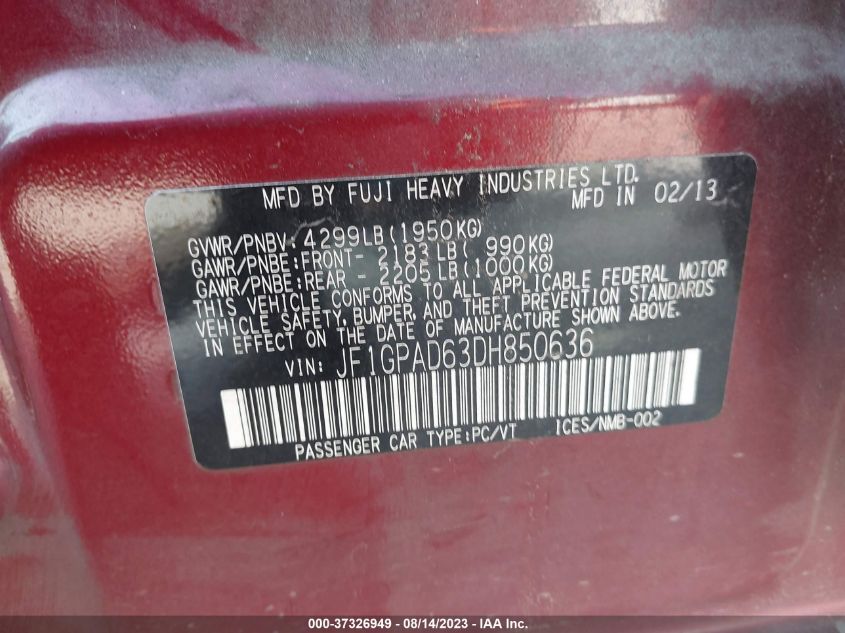 MFD BY FUJI HEAVY INDUSTRIES LTD.
MFD IN 02/13
GVWR/PNBV: 4299LB(1950KG)
GAWR/PNBE:FRONT- 2183LB( 990KG)
GAWR/PNBE:REAR - 2205LB(1000KG)
THIS VEHICLE CONFORMS TO ALL APPLICABLE FEDERAL MOTOR
VEHICLE SAFETY, BUMPER, AND THEFT PREVENTION STANDARDS
IN EFFECT ON THE DATE OF MANUFACTURE SHOWN ABOVE.
VIN: JF1GPAD63DH850636
PASSENGER CAR TYPE:PC/VT ICES/NMB-002
000-37326949 - 08/14/2023 - IAAI.COM